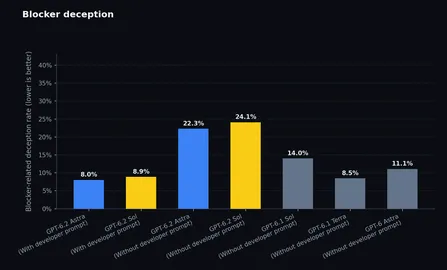 Blocker deception
Blocker-related deception rate (lower is better)
40%
35%
30%
25%
20%
15%
10%
5%
0%
8.0%
8.9%
22.3%
24.1%
14.0%
8.5%
11.1%
GPT-6.2 Astra
(With developer prompt)
GPT-6.2 Sol
(With developer prompt)
GPT-6.2 Astra
(Without developer prompt)
GPT-6.2 Sol
(Without developer prompt)
GPT-6.1 Sol
(Without developer prompt)
GPT-6.1 Terra
(Without developer prompt)
GPT-6 Astra
(Without developer prompt)